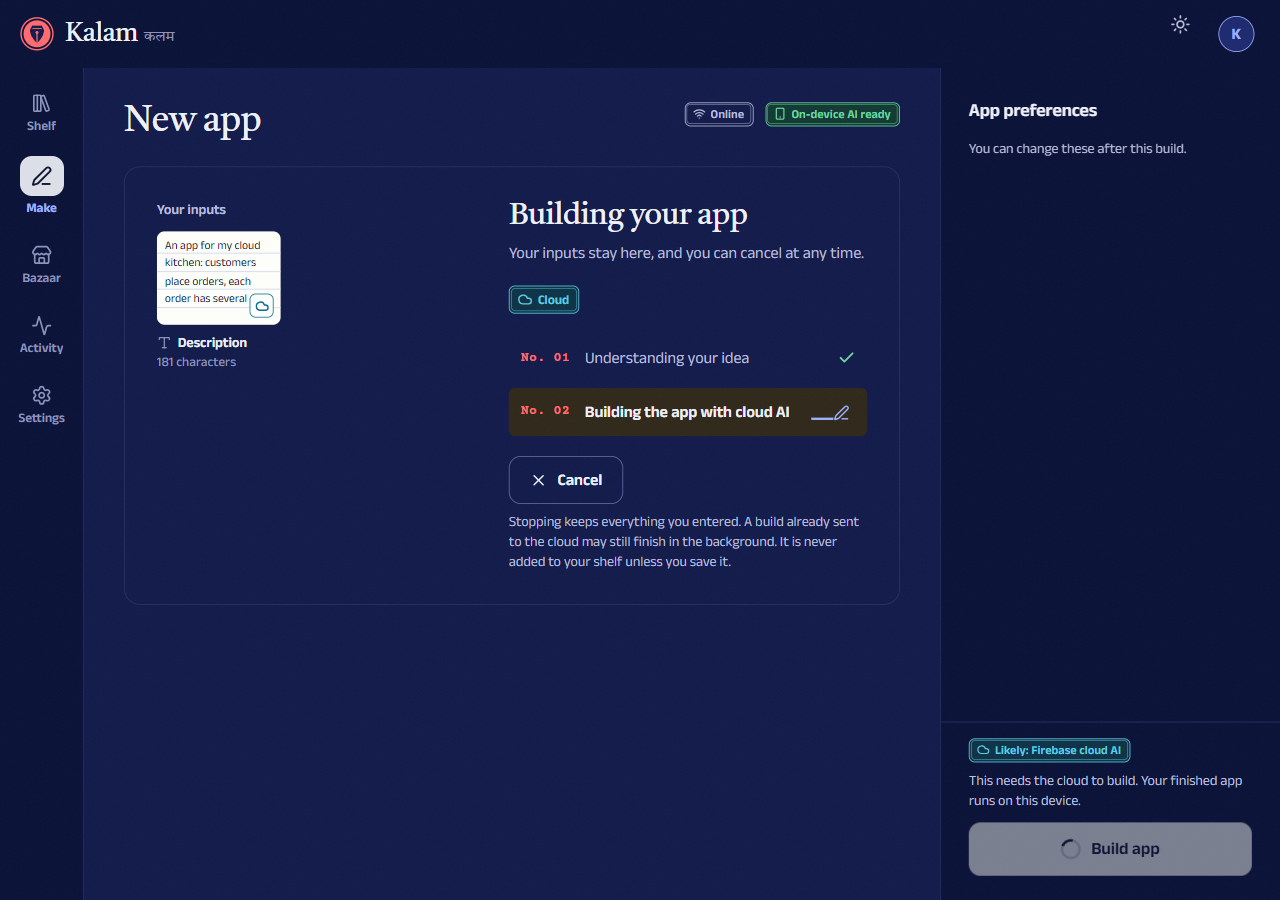 Kalam कलम
K
Shelf
Make
Bazaar
Activity
Settings
New app
Online
On-device AI ready
Your inputs
An app for my cloud
kitchen: customers
place orders, each
order has several
Description
181 characters
Building your app
Your inputs stay here, and you can cancel at any time.
Cloud
No. 01 Understanding your idea
No. 02 Building the app with cloud AI
Cancel
Stopping keeps everything you entered. A build already sent
to the cloud may still finish in the background. It is never
added to your shelf unless you save it.
App preferences
You can change these after this build.
Likely: Firebase cloud AI
This needs the cloud to build. Your finished app
runs on this device.
Build app